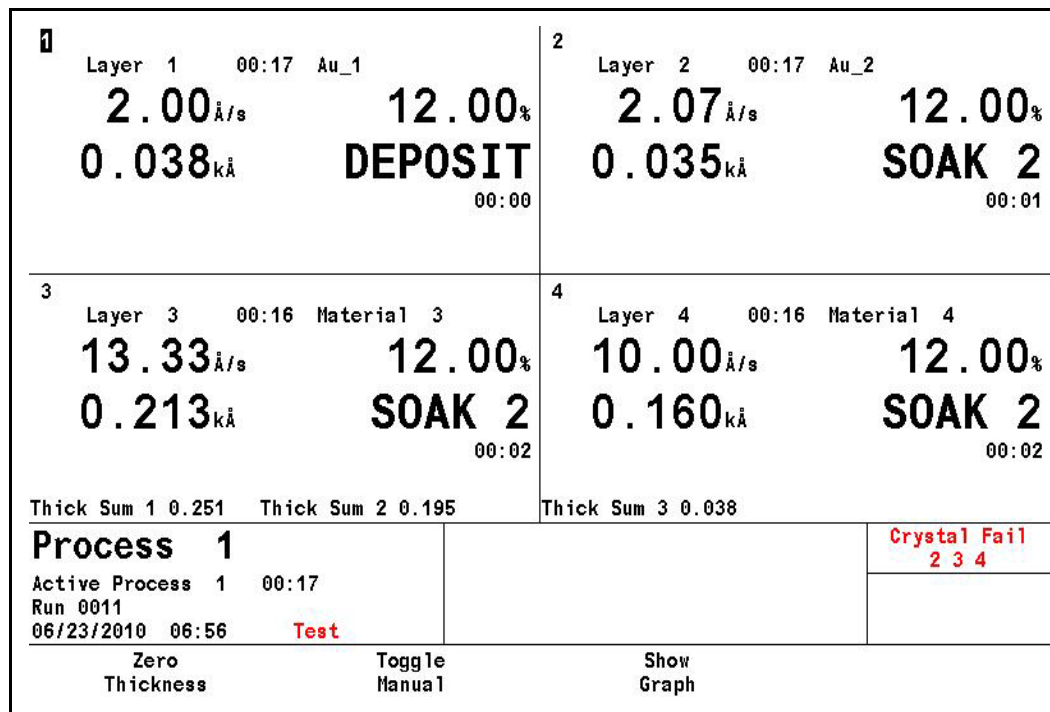 1
Layer 1 00:17 Au_1
2.00Å/s 12.00%
0.038kÅ DEPOSIT
00:00
2
Layer 2 00:17 Au_2
2.07Å/s 12.00%
0.035kÅ SOAK 2
00:01
3
Layer 3 00:16 Material 3
13.33Å/s 12.00%
0.213kÅ SOAK 2
00:02
4
Layer 4 00:16 Material 4
10.00Å/s 12.00%
0.160kÅ SOAK 2
00:02
Thick Sum 1 0.251 Thick Sum 2 0.195 Thick Sum 3 0.038
Process 1
Active Process 1 00:17
Run 0011
06/23/2010 06:56 Test
Crystal Fail
2 3 4
Zero
Thickness
Toggle
Manual
Show
Graph